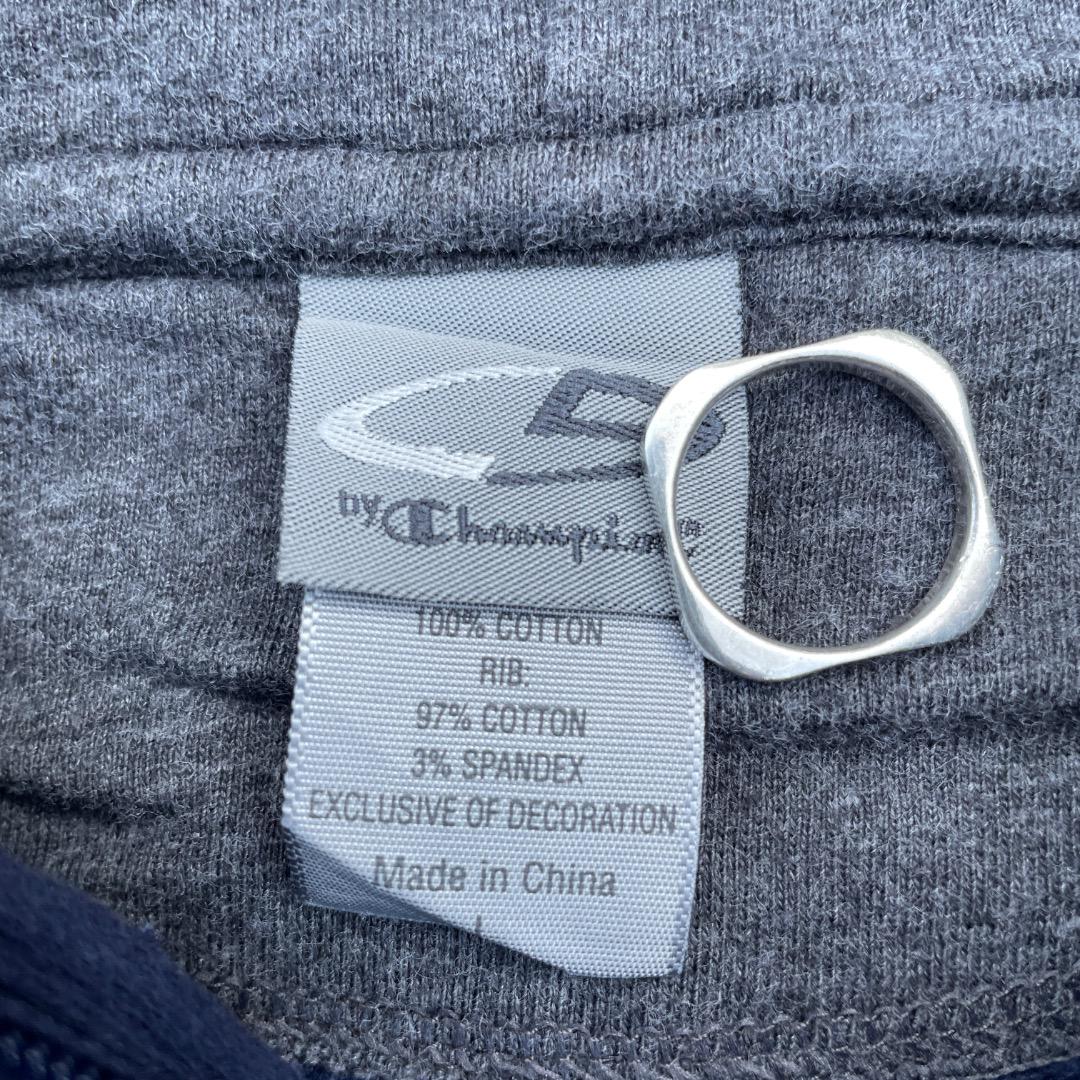 by Champion
100% COTTON
RIB:
97% COTTON
3% SPANDEX
EXCLUSIVE OF DECORATION
Made in China